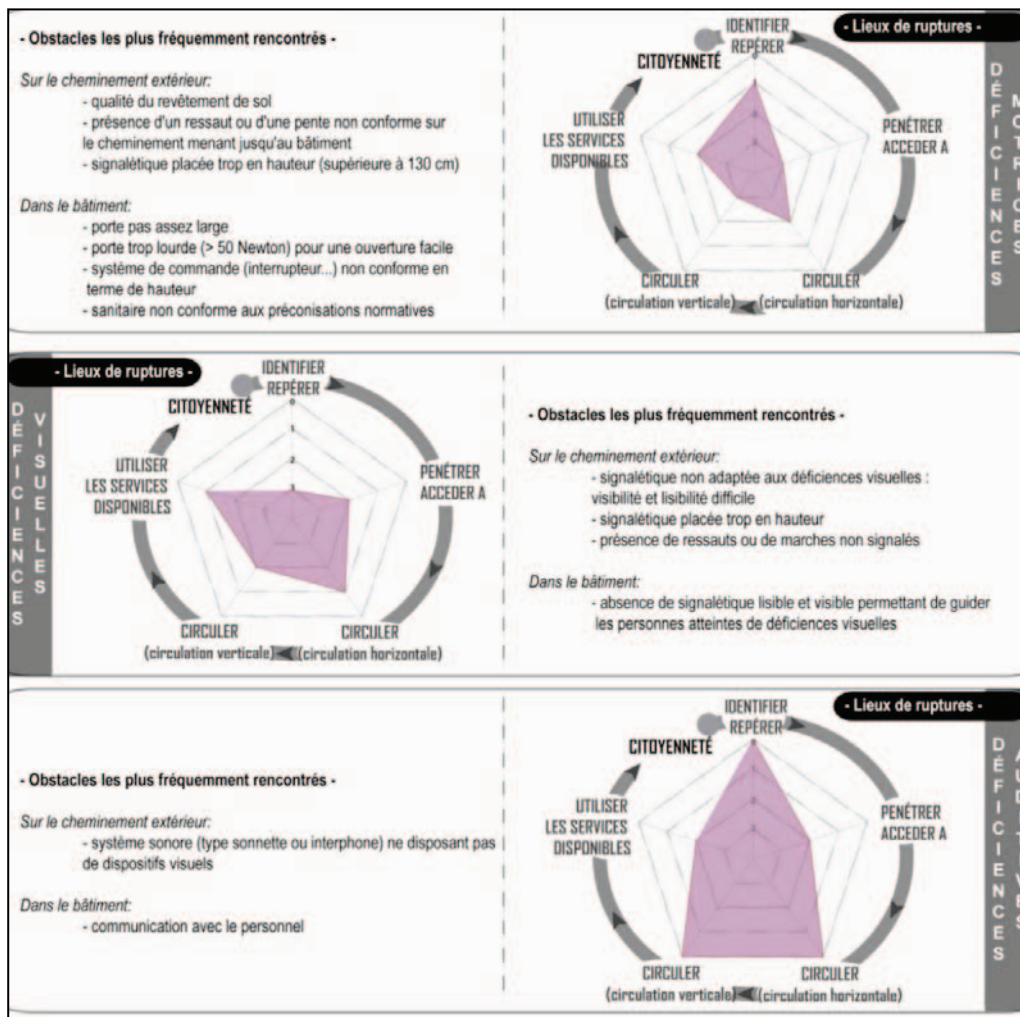 - Obstacles les plus fréquemment rencontrés -
Sur le cheminement extérieur:
- qualité du revêtement de sol
- présence d'un ressaut ou d'une pente non conforme sur
le cheminement menant jusqu'au bâtiment
- signalétique placée trop en hauteur (supérieure à 130 cm)
Dans le bâtiment:
- porte pas assez large
- porte trop lourde (> 50 Newton) pour une ouverture facile
- système de commande (interrupteur...) non conforme en
terme de hauteur
- sanitaire non conforme aux préconisations normatives
- Lieux de ruptures -
IDENTIFIER
REPÉRER
CITOYENNETÉ
UTILISER
LES SERVICES
DISPONIBLES
PENÉTRER
ACCEDER A
CIRCULER
(circulation verticale)
CIRCULER
(circulation horizontale)
DÉFICIENCES
MOTRICES
- Lieux de ruptures -
DÉFICIENCES
VISUELLES
IDENTIFIER
REPÉRER
CITOYENNETÉ
0
1
2
3
UTILISER
LES SERVICES
DISPONIBLES
PENÉTRER
ACCEDER A
CIRCULER
(circulation verticale)
CIRCULER
(circulation horizontale)
- Obstacles les plus fréquemment rencontrés -
Sur le cheminement extérieur:
- signalétique non adaptée aux déficiences visuelles :
visibilité et lisibilité difficile
- signalétique placée trop en hauteur
- présence de ressauts ou de marches non signalés
Dans le bâtiment:
- absence de signalétique lisible et visible permettant de guider
les personnes atteintes de déficiences visuelles
- Obstacles les plus fréquemment rencontrés -
Sur le cheminement extérieur:
- système sonore (type sonnette ou interphone) ne disposant pas
de dispositifs visuels
Dans le bâtiment:
- communication avec le personnel
- Lieux de ruptures -
IDENTIFIER
REPÉRER
CITOYENNETÉ
UTILISER
LES SERVICES
DISPONIBLES
PENÉTRER
ACCEDER A
CIRCULER
(circulation verticale)
CIRCULER
(circulation horizontale)
DÉFICIENCES
AUDITIVES